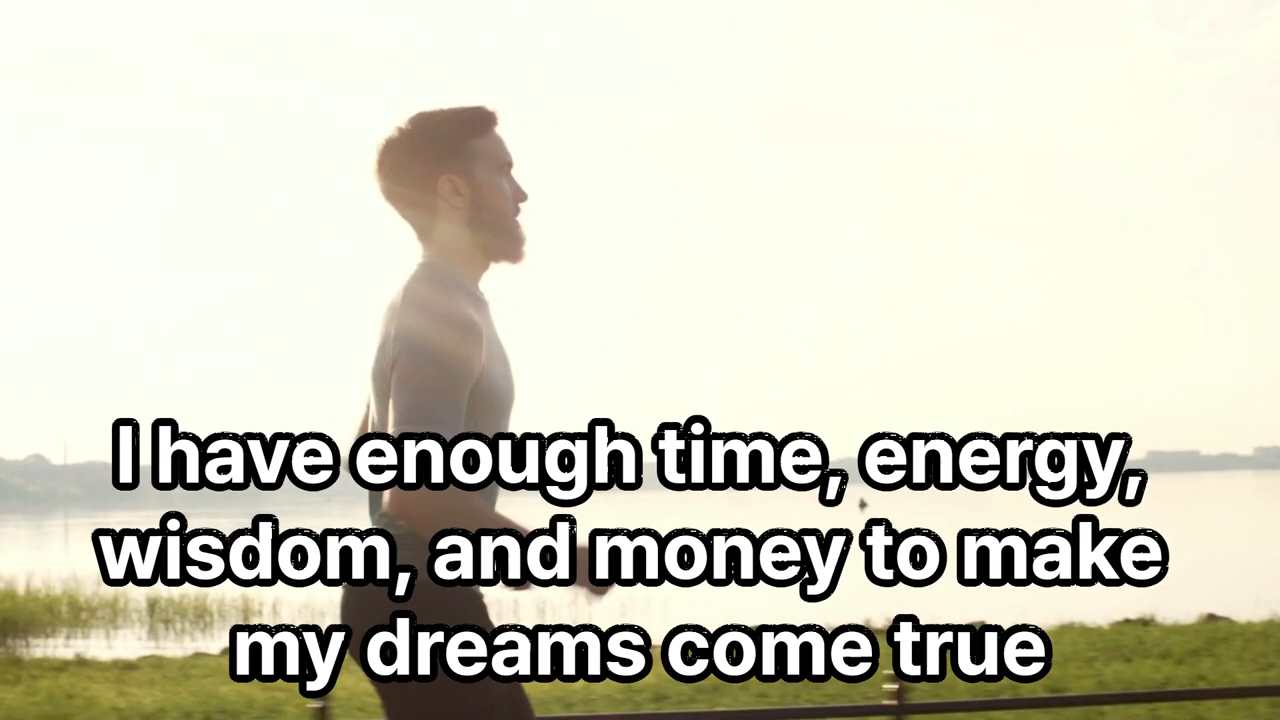 I have enough time, energy,
wisdom, and money to make
my dreams come true